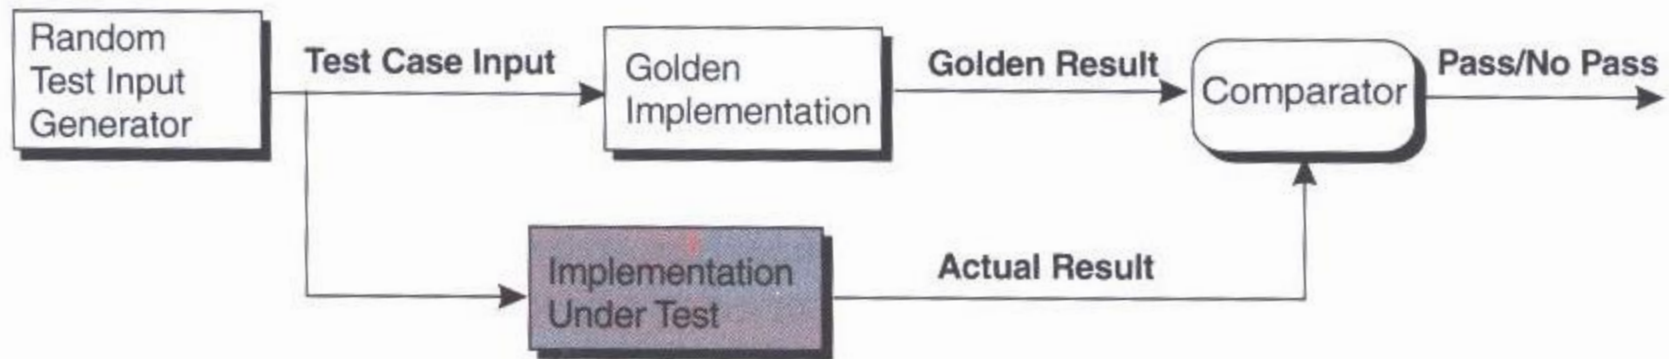 Random
Test Input
Generator
Test Case Input
Golden
Implementation
Golden Result
Comparator
Pass/No Pass
Implementation
Under Test
Actual Result